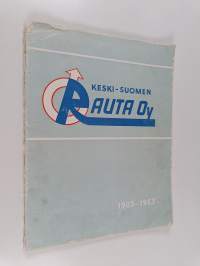 KESKI-SUOMEN
RAUTA OY
1903-1953